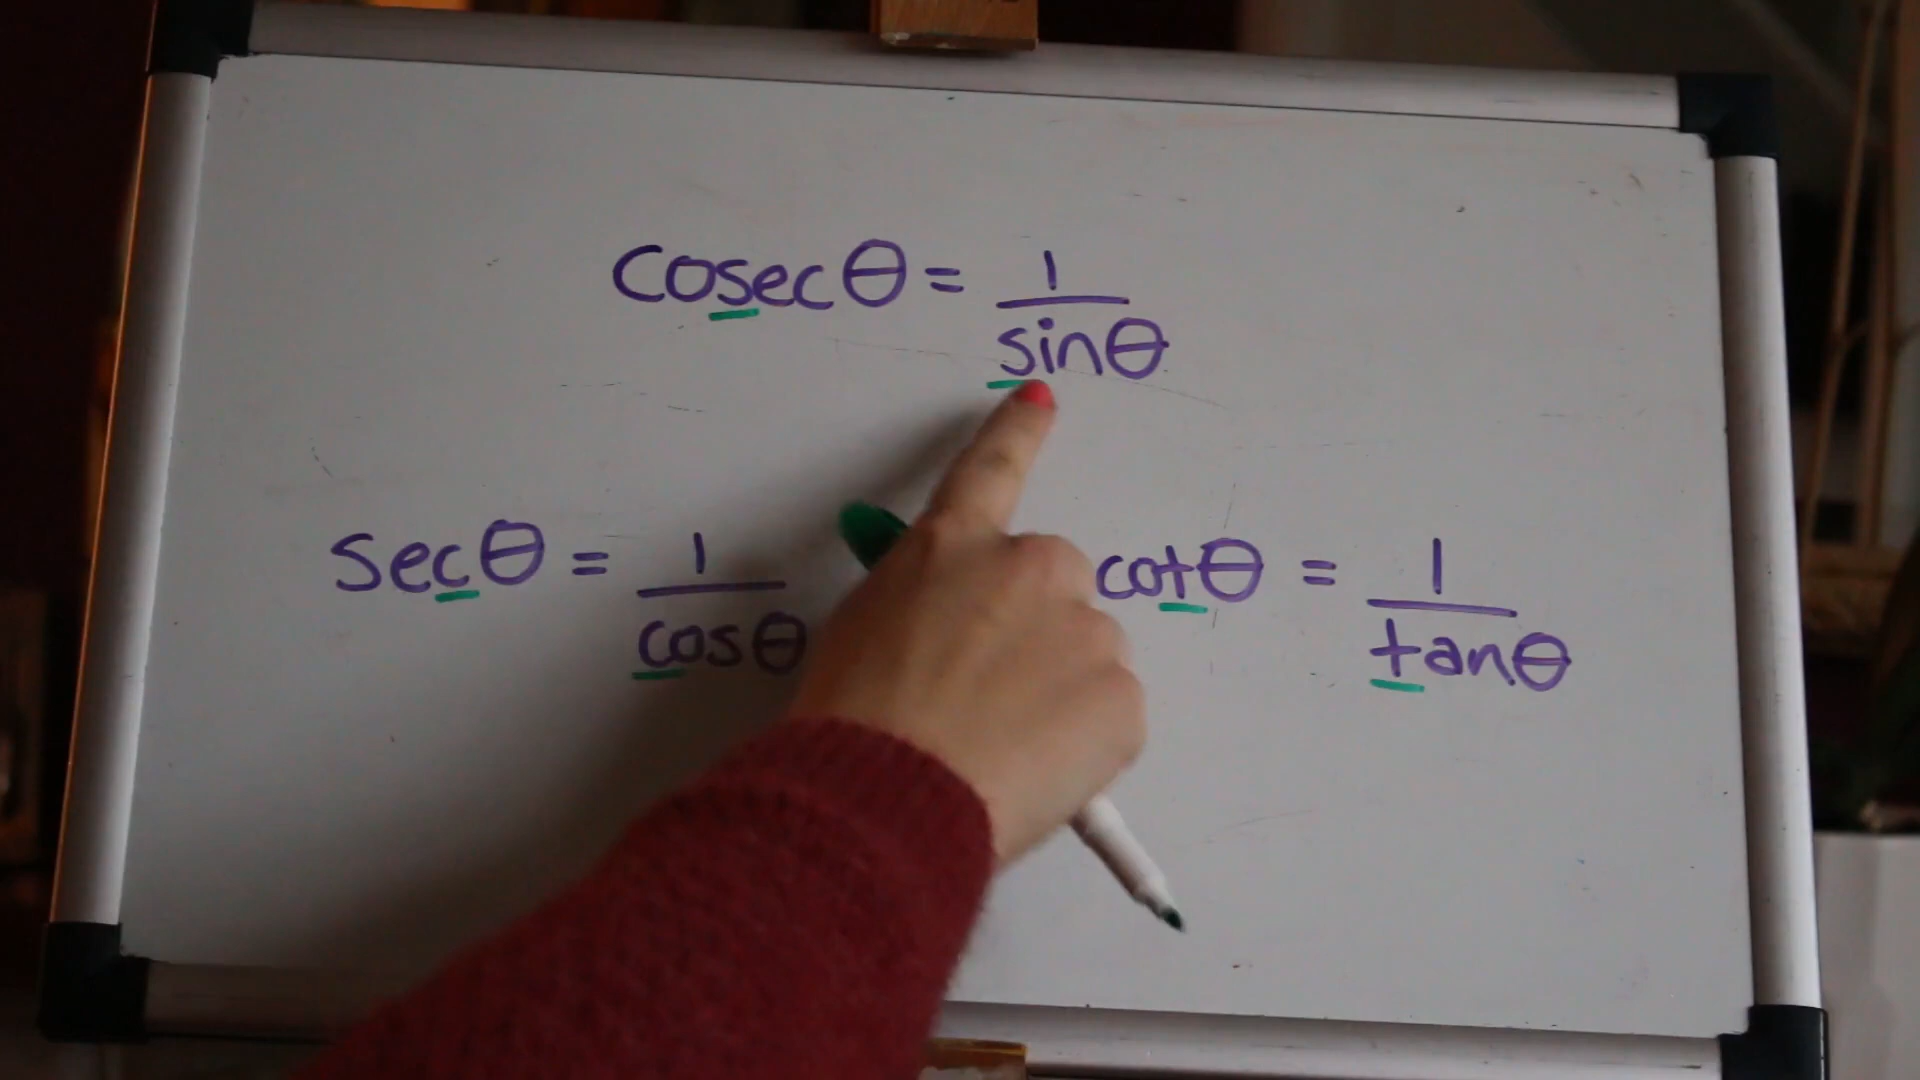 cosecθ = 1/sinθ
secθ = 1/cosθ
cotθ = 1/tanθ